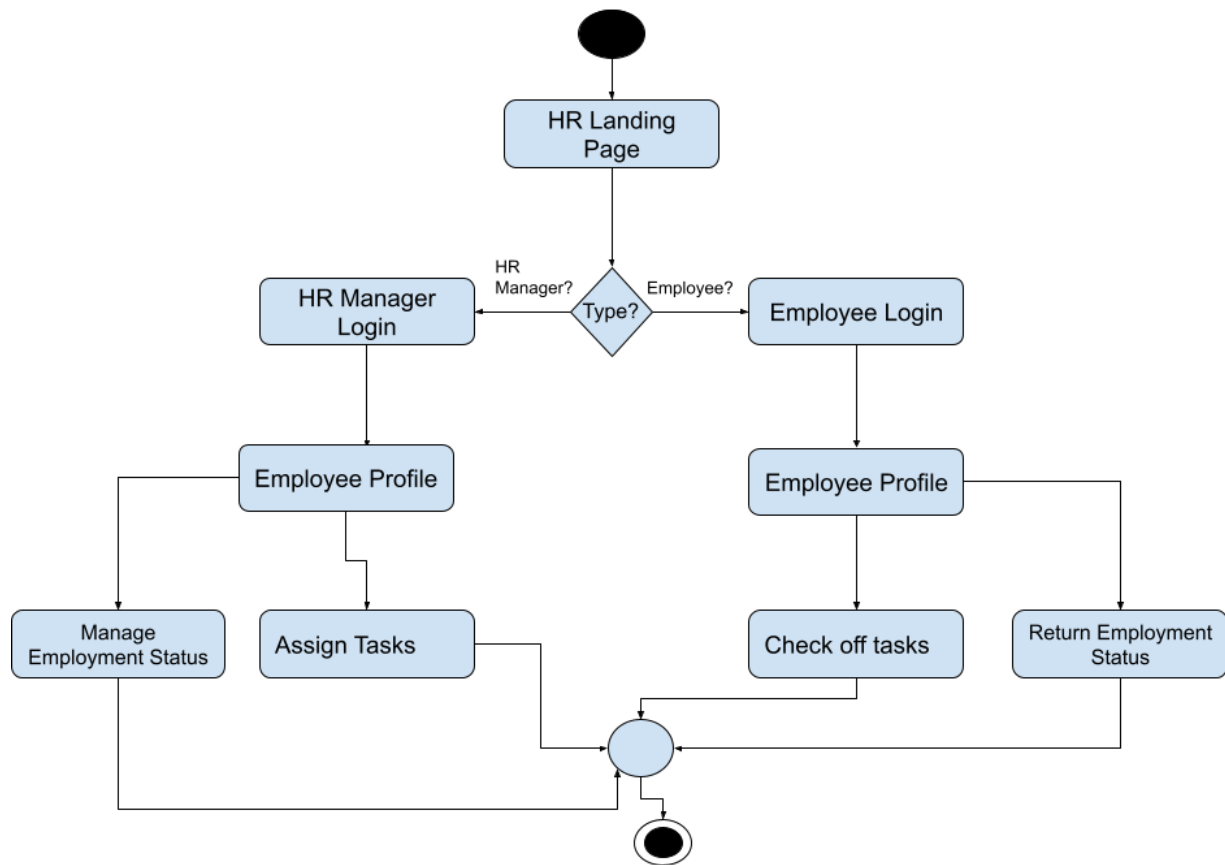 HR Landing
Page
HR
Manager?
Employee?
HR Manager
Login
Type?
Employee Login
Employee Profile
Employee Profile
Manage
Employment Status
Assign Tasks
Check off tasks
Return Employment
Status